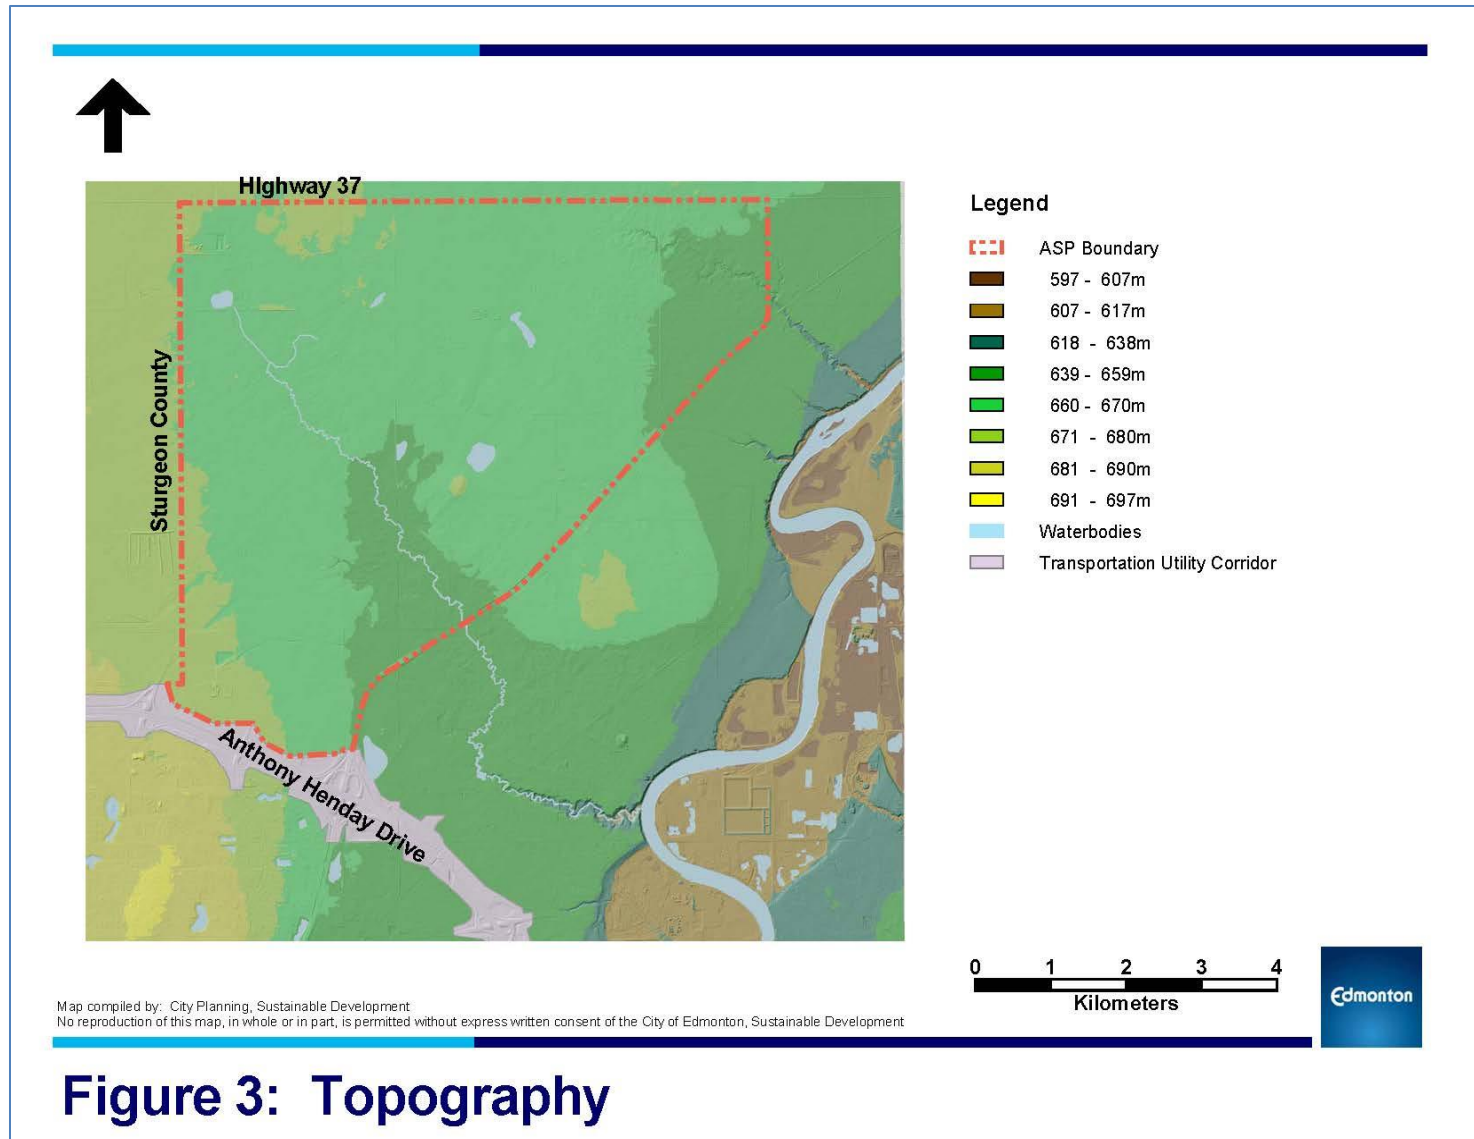 HIghway 37
Sturgeon County
Anthony Henday Drive
Legend
ASP Boundary
597 - 607m
607 - 617m
618 - 638m
639 - 659m
660 - 670m
671 - 680m
681 - 690m
691 - 697m
Waterbodies
Transportation Utility Corridor
0 1 2 3 4
Kilometers
Edmonton
Map compiled by: City Planning, Sustainable Development
No reproduction of this map, in whole or in part, is permitted without express written consent of the City of Edmonton, Sustainable Development
Figure 3: Topography